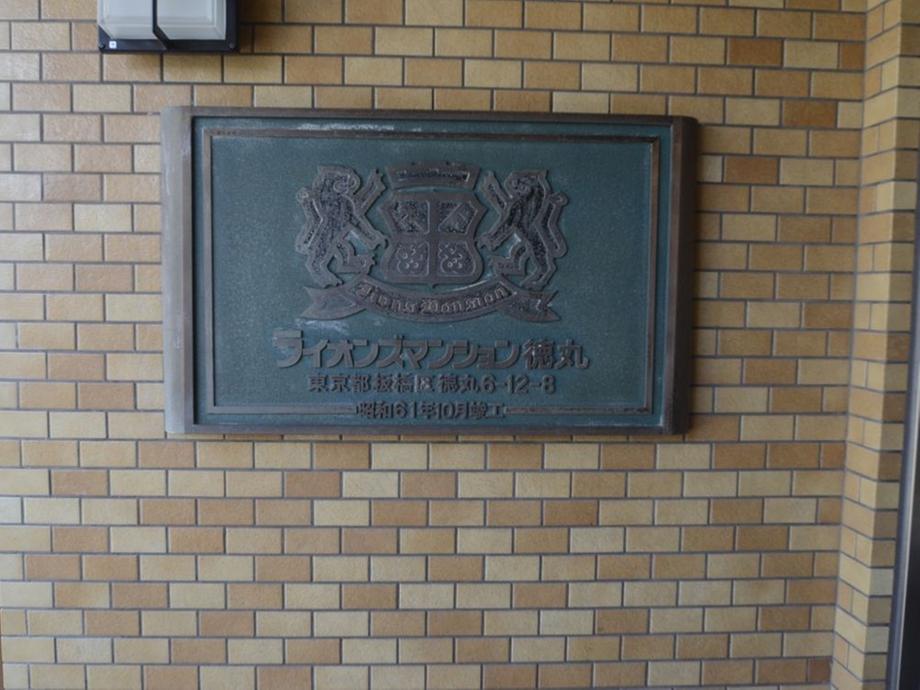 Lions Mansion
ライオンズマンション徳丸
東京都板橋区徳丸6-12-8
昭和61年10月竣工